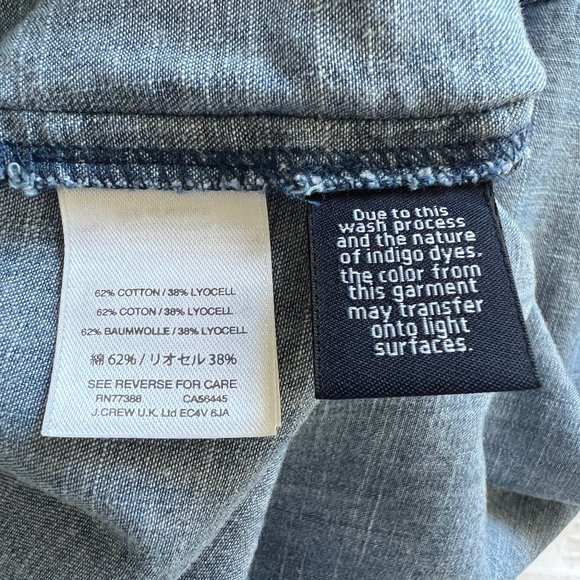 62% COTTON / 38% LYOCELL
62% COTON / 38% LYOCELL
62% BAUMWOLLE / 38% LYOCELL
綿 62% / リオセル 38%
SEE REVERSE FOR CARE
RN77388 CA56445
J.CREW U.K. Ltd EC4V 6JA
Due to this
wash process
and the nature
of indigo dyes,
the color from
this garment
may transfer
onto light
surfaces.